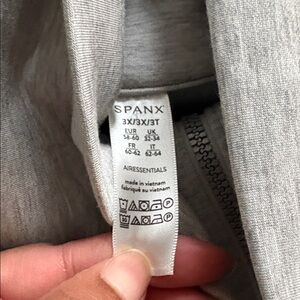 SPANX
3X/3X/3T
EUR UK
58-60 32-34
FR IT
60-62 62-64
AIRESSENTIALS
made in vietnam
fabriqué au vietnam